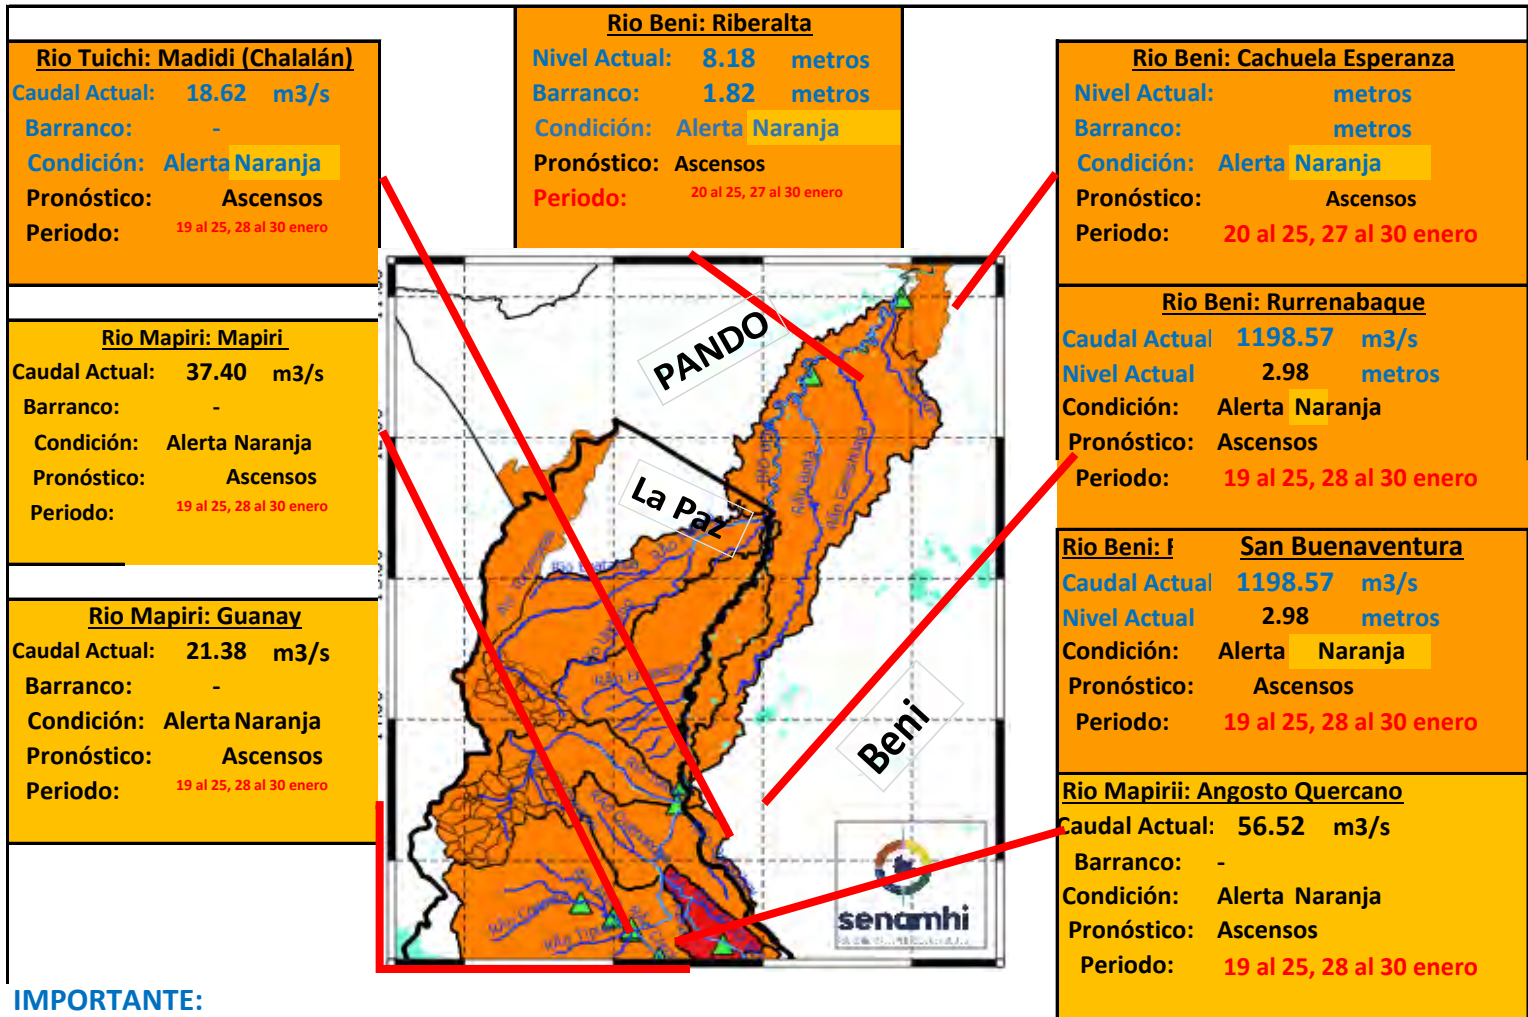 Rio Beni: Riberalta
Nivel Actual: 8.18 metros
Barranco: 1.82 metros
Condición: Alerta Naranja
Pronóstico: Ascensos
Periodo: 20 al 25, 27 al 30 enero
Rio Tuichi: Madidi (Chalalán)
Caudal Actual: 18.62 m3/s
Barranco: -
Condición: Alerta Naranja
Pronóstico: Ascensos
Periodo: 19 al 25, 28 al 30 enero
Rio Mapiri: Mapiri
Caudal Actual: 37.40 m3/s
Barranco: -
Condición: Alerta Naranja
Pronóstico: Ascensos
Periodo: 19 al 25, 28 al 30 enero
Rio Mapiri: Guanay
Caudal Actual: 21.38 m3/s
Barranco: -
Condición: Alerta Naranja
Pronóstico: Ascensos
Periodo: 19 al 25, 28 al 30 enero
PANDO
La Paz
Beni
senamhi
Rio Beni: Cachuela Esperanza
Nivel Actual: metros
Barranco: metros
Condición: Alerta Naranja
Pronóstico: Ascensos
Periodo: 20 al 25, 27 al 30 enero
Rio Beni: Rurrenabaque
Caudal Actual 1198.57 m3/s
Nivel Actual 2.98 metros
Condición: Alerta Naranja
Pronóstico: Ascensos
Periodo: 19 al 25, 28 al 30 enero
Rio Beni: San Buenaventura
Caudal Actual 1198.57 m3/s
Nivel Actual 2.98 metros
Condición: Alerta Naranja
Pronóstico: Ascensos
Periodo: 19 al 25, 28 al 30 enero
Rio Mapirii: Angosto Quercano
Caudal Actual: 56.52 m3/s
Barranco: -
Condición: Alerta Naranja
Pronóstico: Ascensos
Periodo: 19 al 25, 28 al 30 enero
IMPORTANTE: